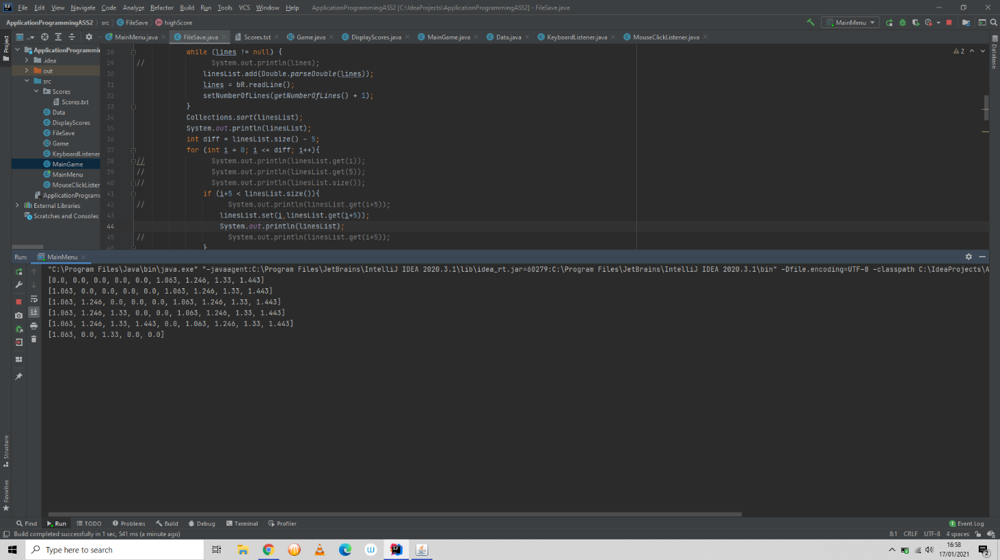 File Edit View Navigate Code Analyze Refactor Build Run Tools VCS Window Help ApplicationProgrammingASS2 [C:\IdeaProjects\ApplicationProgrammingASS2] - FileSave.java
ApplicationProgrammingASS2 src FileSave highScore MainMenu
MainMenu.java FileSave.java Scores.txt Game.java DisplayScores.java MainGame.java Data.java KeyboardListener.java MouseClickListener.java
Project
Database
ApplicationProgrammin
.idea
out
src
Scores
Scores.txt
Data
DisplayScores
FileSave
Game
KeyboardListener
MainGame
MainMenu
MouseClickListen
ApplicationProgramm
External Libraries
Scratches and Consoles
2
28 while (lines != null) {
29 // System.out.println(lines);
30 linesList.add(Double.parseDouble(lines));
31 lines = bR.readLine();
32 setNumberOfLines(getNumberOfLines() + 1);
33 }
34 Collections.sort(linesList);
35 System.out.println(linesList);
36 int diff = linesList.size() - 5;
37 for (int i = 0; i <= diff; i++){
38 // System.out.println(linesList.get(i));
39 // System.out.println(linesList.get(5));
40 // System.out.println(linesList.size());
41 if (i+5 < linesList.size()){
42 // System.out.println(linesList.get(i+5));
43 linesList.set(i,linesList.get(i+5));
44 System.out.println(linesList);
45 // System.out.println(linesList.get(i+5));
46 }
Run: MainMenu
"C:\Program Files\Java\bin\java.exe" "-javaagent:C:\Program Files\JetBrains\IntelliJ IDEA 2020.3.1\lib\idea_rt.jar=60279:C:\Program Files\JetBrains\IntelliJ IDEA 2020.3.1\bin" -Dfile.encoding=UTF-8 -classpath C:\IdeaProjects\A
[0.0, 0.0, 0.0, 0.0, 0.0, 1.063, 1.246, 1.33, 1.443]
[1.063, 0.0, 0.0, 0.0, 0.0, 1.063, 1.246, 1.33, 1.443]
[1.063, 1.246, 0.0, 0.0, 0.0, 1.063, 1.246, 1.33, 1.443]
[1.063, 1.246, 1.33, 0.0, 0.0, 1.063, 1.246, 1.33, 1.443]
[1.063, 1.246, 1.33, 1.443, 0.0, 1.063, 1.246, 1.33, 1.443]
[1.063, 0.0, 1.33, 0.0, 0.0]
Structure
Favorites
Find Run TODO Problems Build Debug Terminal Profiler 1 Event Log
Build completed successfully in 1 sec, 541 ms (a minute ago) 8:1 CRLF UTF-8 4 spaces
Type here to search
16:58
17/01/2021
2